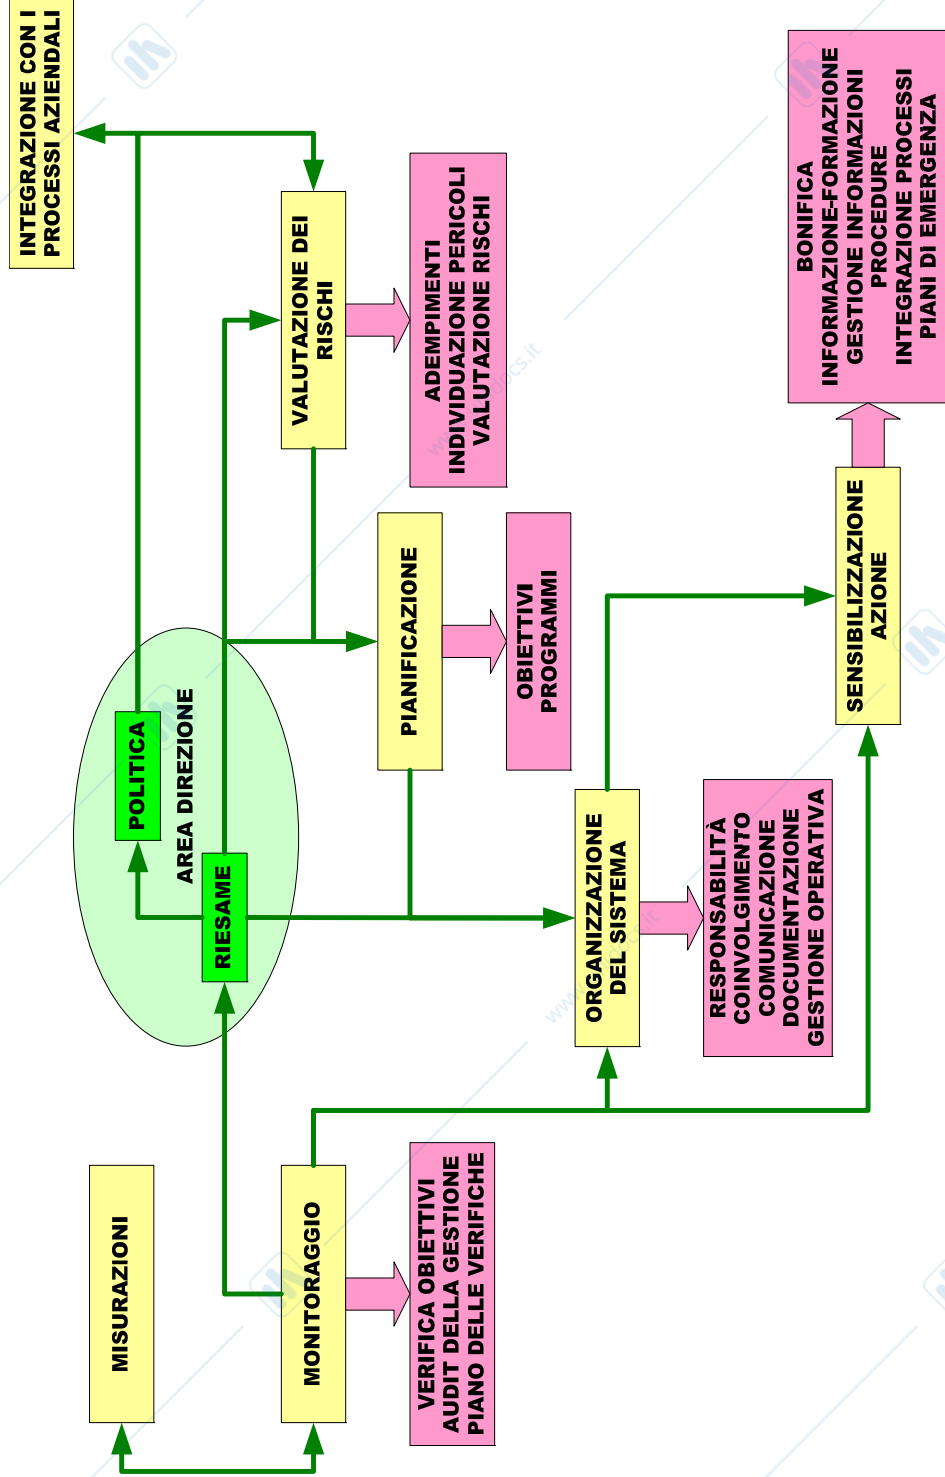 INTEGRAZIONE CON I
PROCESSI AZIENDALI
POLITICA
AREA DIREZIONE
RIESAME
VALUTAZIONE DEI
RISCHI
ADEMPIMENTI
INDIVIDUAZIONE PERICOLI
VALUTAZIONE RISCHI
PIANIFICAZIONE
OBIETTIVI
PROGRAMMI
MISURAZIONI
MONITORAGGIO
VERIFICA OBIETTIVI
AUDIT DELLA GESTIONE
PIANO DELLE VERIFICHE
ORGANIZZAZIONE
DEL SISTEMA
RESPONSABILITÀ
COINVOLGIMENTO
COMUNICAZIONE
DOCUMENTAZIONE
GESTIONE OPERATIVA
SENSIBILIZZAZIONE
AZIONE
BONIFICA
INFORMAZIONE-FORMAZIONE
GESTIONE INFORMAZIONI
PROCEDURE
INTEGRAZIONE PROCESSI
PIANI DI EMERGENZA